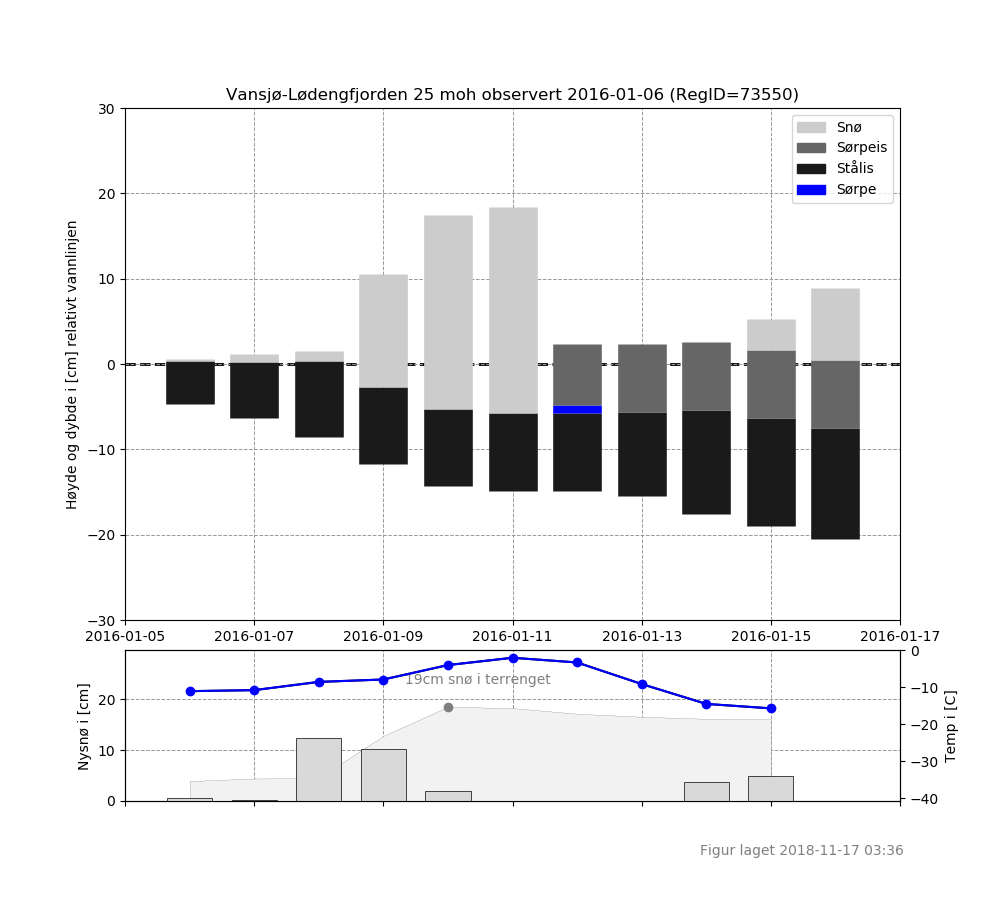 Vansjø-Lødengfjorden 25 moh observert 2016-01-06 (RegID=73550)
Snø
Sørpeis
Stålis
Sørpe
Høyde og dybde i [cm] relativt vannlinjen
30
20
10
0
−10
−20
−30
2016-01-05 2016-01-07 2016-01-09 2016-01-11 2016-01-13 2016-01-15 2016-01-17
Nysnø i [cm]
20
10
0
19cm snø i terrenget
0
−10
−20
−30
−40
Temp i [C]
Figur laget 2018-11-17 03:36